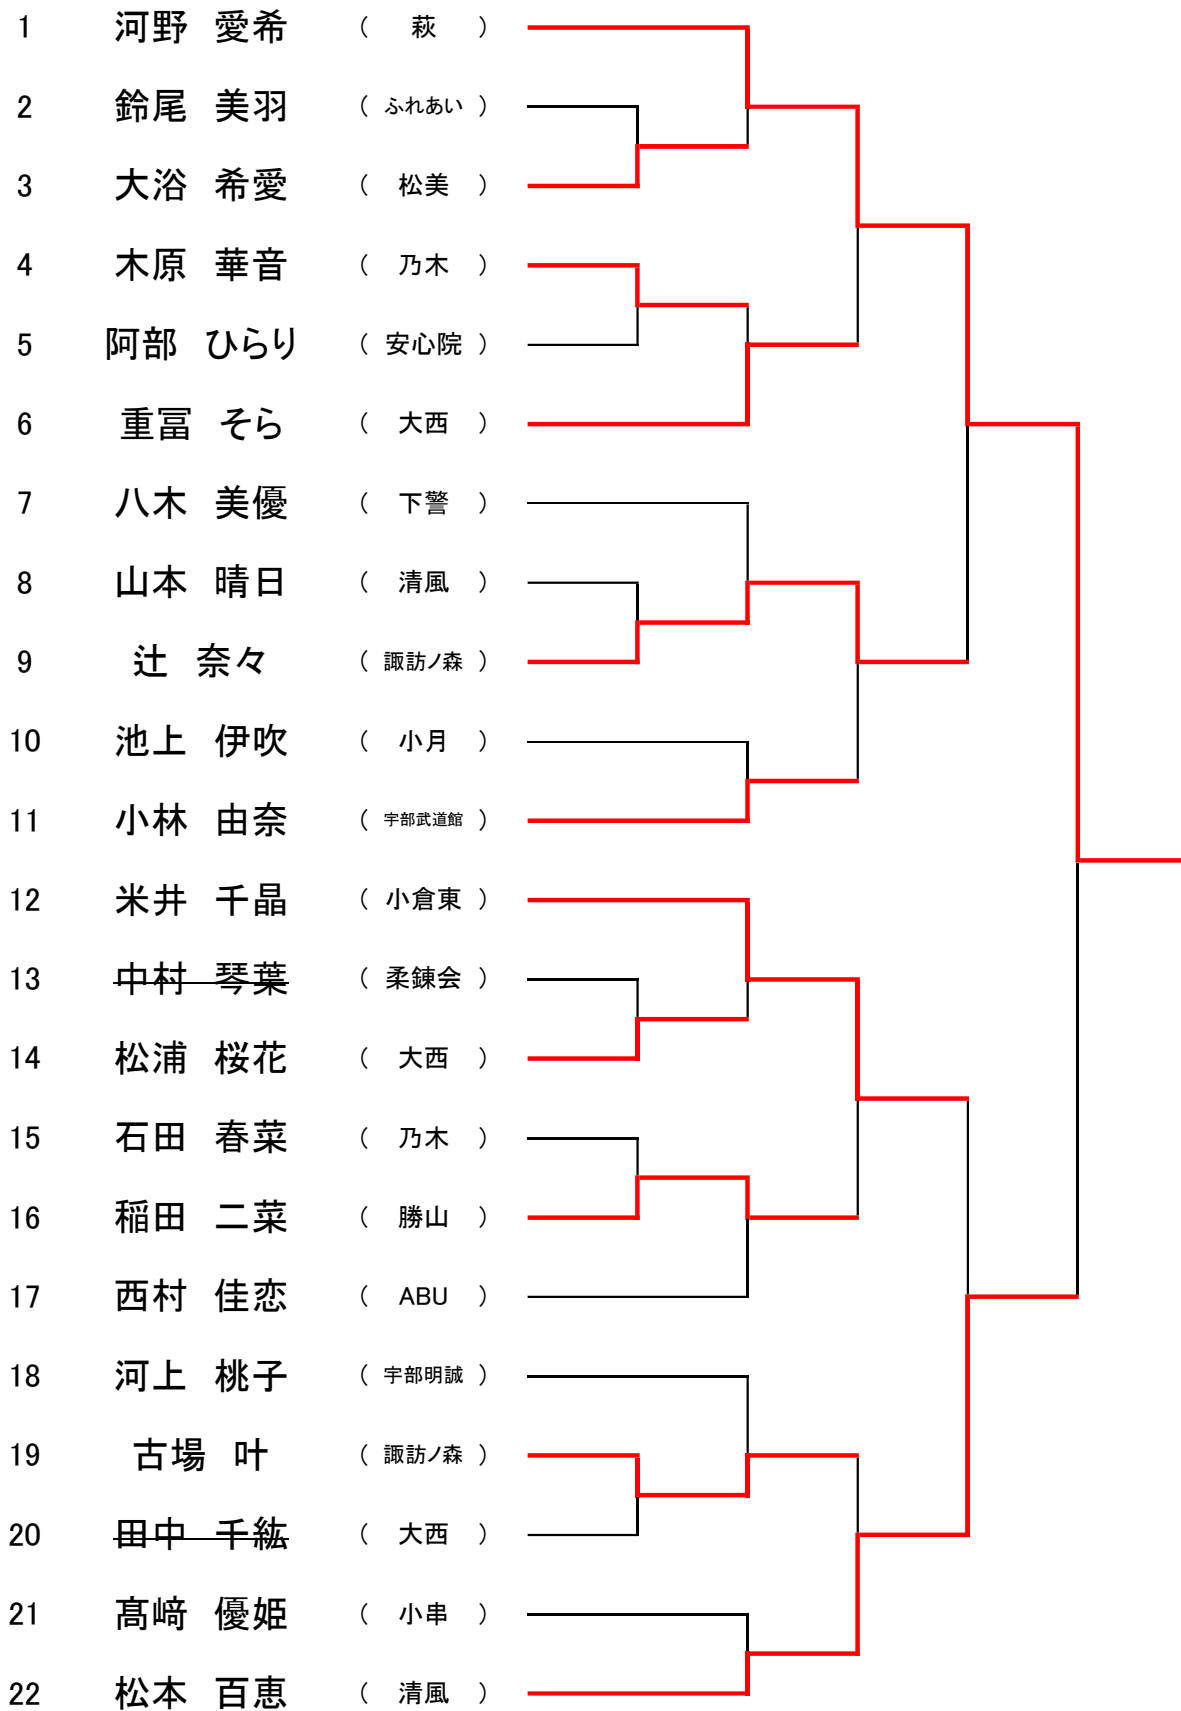 1 河野 愛希 ( 萩 )
2 鈴尾 美羽 ( ふれあい )
3 大浴 希愛 ( 松美 )
4 木原 華音 ( 乃木 )
5 阿部 ひらり ( 安心院 )
6 重冨 そら ( 大西 )
7 八木 美優 ( 下警 )
8 山本 晴日 ( 清風 )
9 辻 奈々 ( 諏訪ノ森 )
10 池上 伊吹 ( 小月 )
11 小林 由奈 ( 宇部武道館 )
12 米井 千晶 ( 小倉東 )
13 中村 琴葉 ( 柔錬会 )
14 松浦 桜花 ( 大西 )
15 石田 春菜 ( 乃木 )
16 稲田 二菜 ( 勝山 )
17 西村 佳恋 ( ABU )
18 河上 桃子 ( 宇部明誠 )
19 古場 叶 ( 諏訪ノ森 )
20 田中 千紘 ( 大西 )
21 髙﨑 優姫 ( 小串 )
22 松本 百恵 ( 清風 )